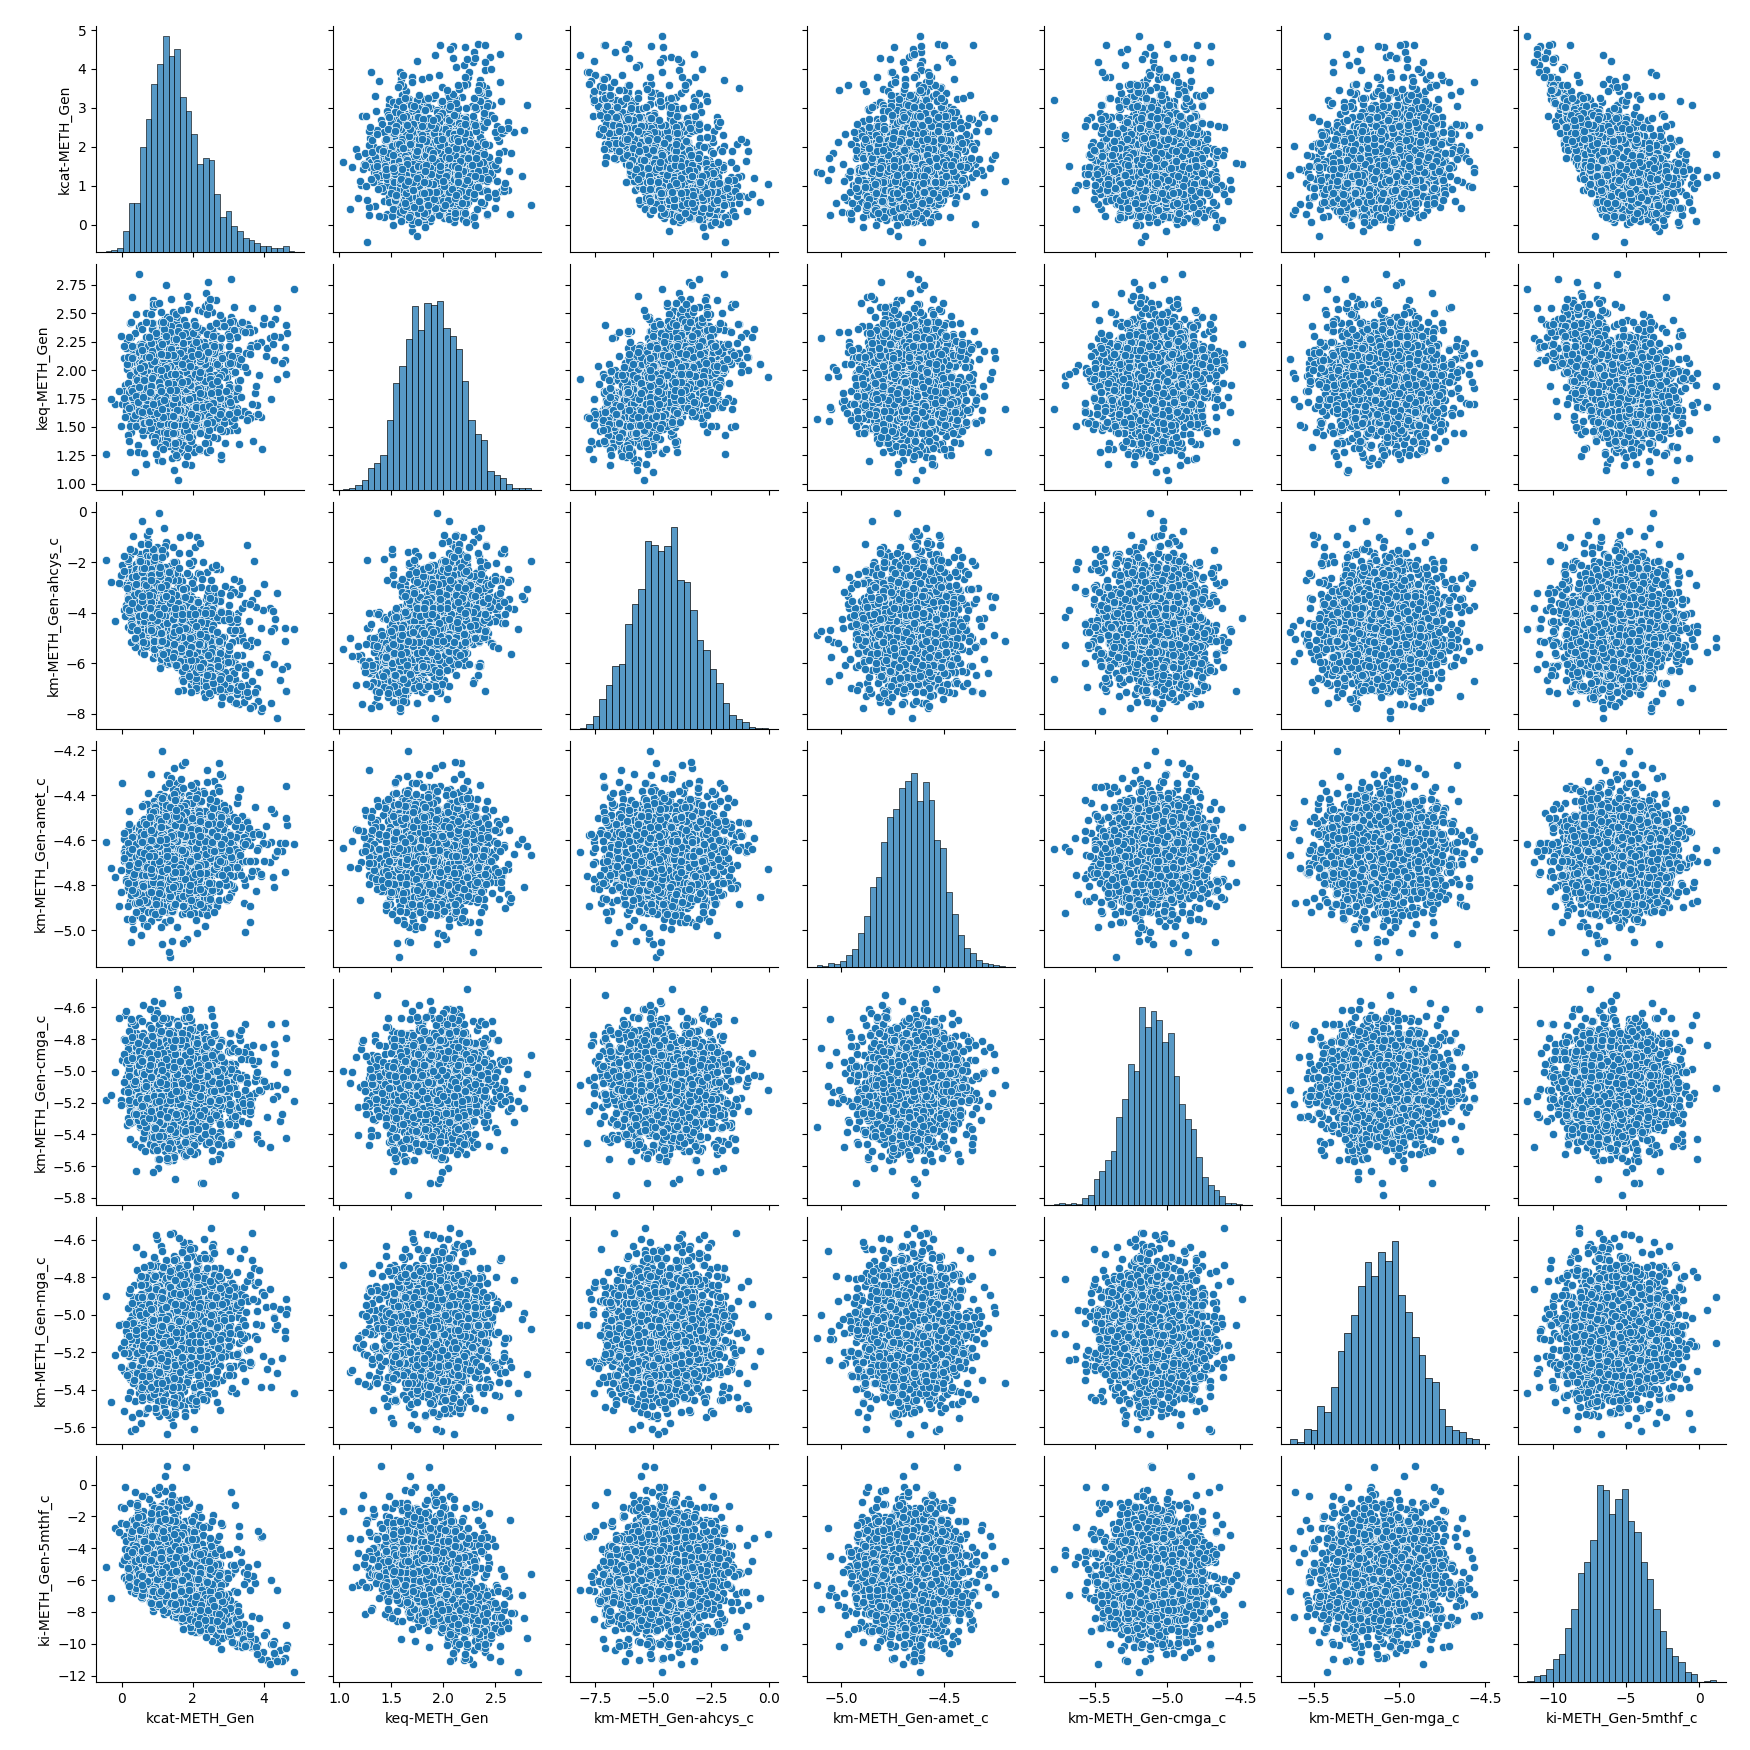 5
4
3
2
1
0
kcat-METH_Gen
2.75
2.50
2.25
2.00
1.75
1.50
1.25
1.00
keq-METH_Gen
0
−2
−4
−6
−8
km-METH_Gen-ahcys_c
−4.2
−4.4
−4.6
−4.8
−5.0
km-METH_Gen-amet_c
−4.6
−4.8
−5.0
−5.2
−5.4
−5.6
−5.8
km-METH_Gen-cmga_c
−4.6
−4.8
−5.0
−5.2
−5.4
−5.6
km-METH_Gen-mga_c
0
−2
−4
−6
−8
−10
−12
ki-METH_Gen-5mthf_c
0 2 4
kcat-METH_Gen
1.0 1.5 2.0 2.5
keq-METH_Gen
−7.5 −5.0 −2.5 0.0
km-METH_Gen-ahcys_c
−5.0 −4.5
km-METH_Gen-amet_c
−5.5 −5.0 −4.5
km-METH_Gen-cmga_c
−5.5 −5.0 −4.5
km-METH_Gen-mga_c
−10 −5 0
ki-METH_Gen-5mthf_c